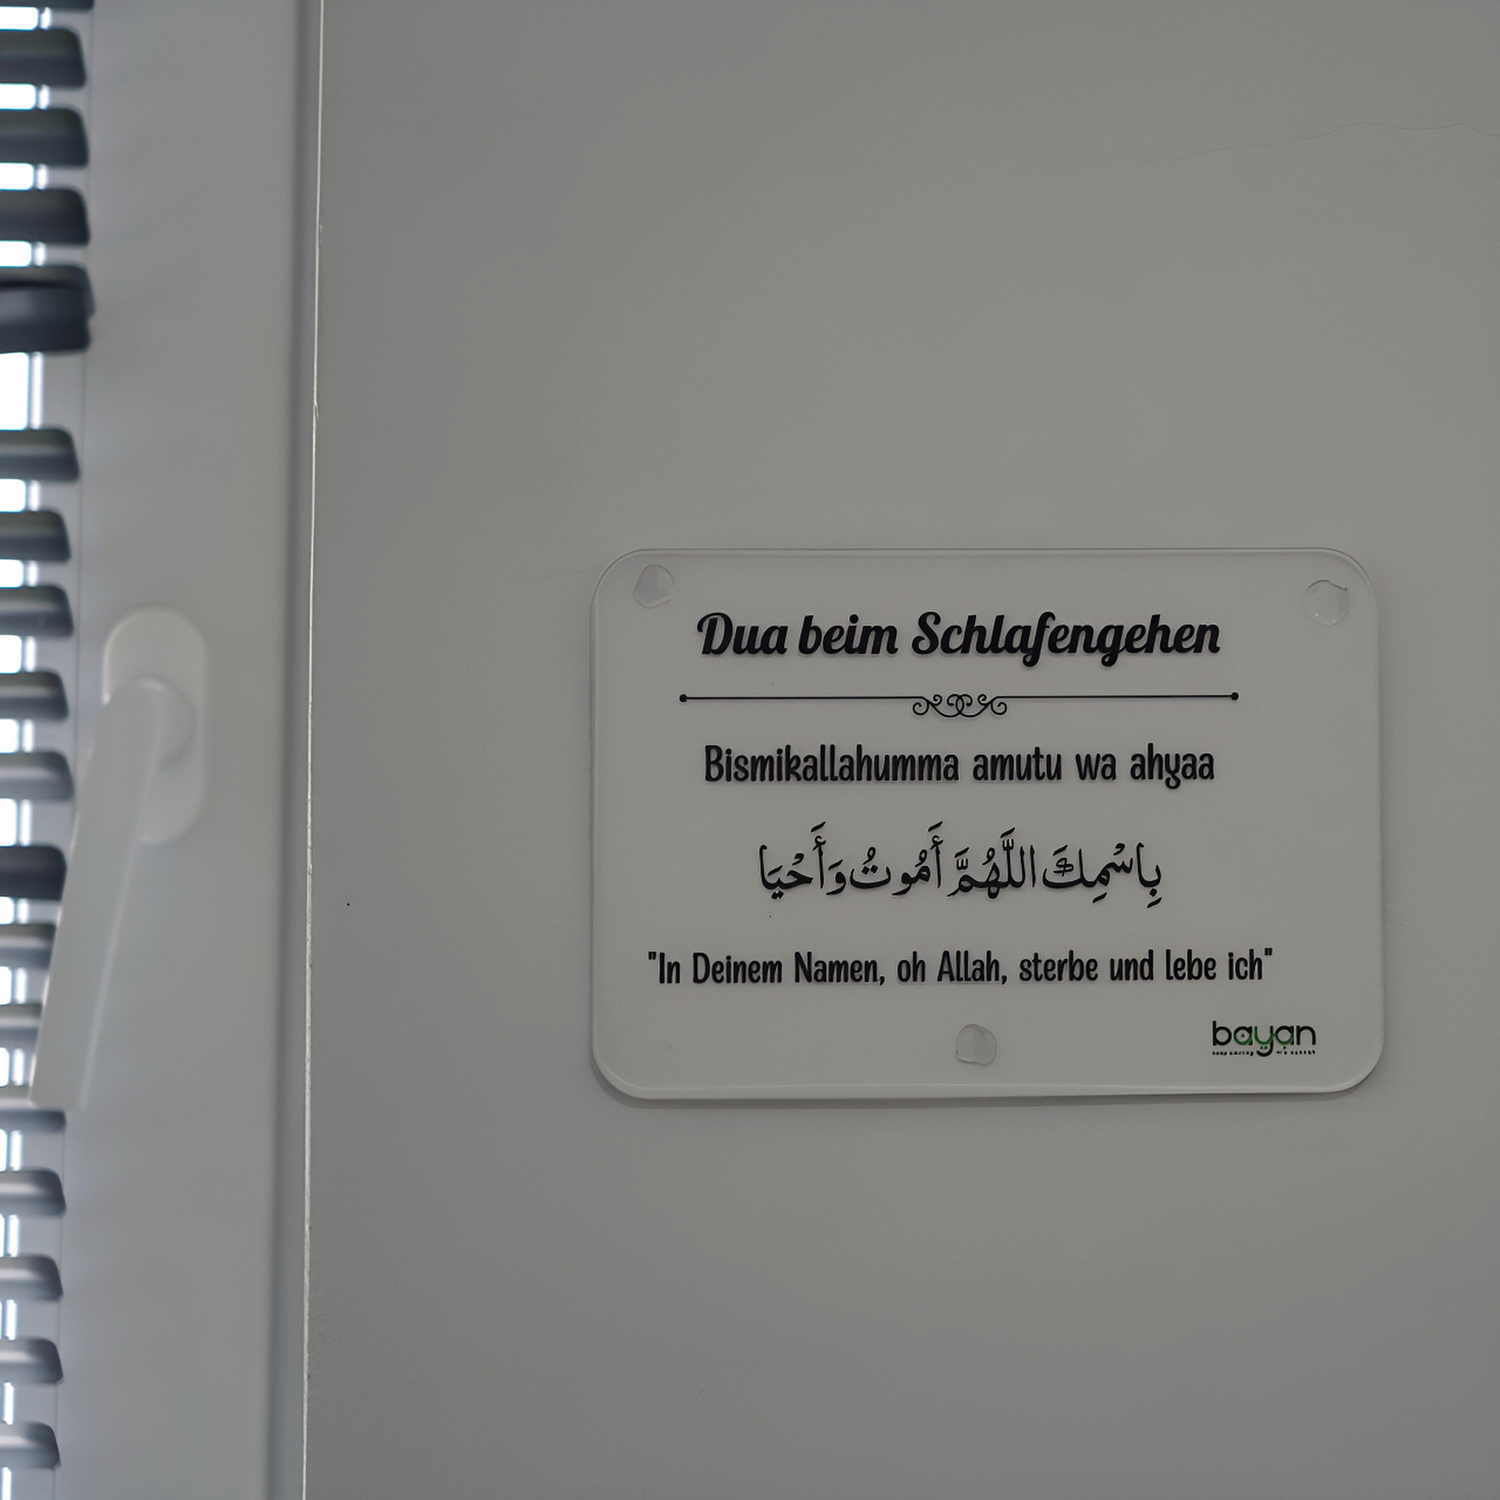 Dua beim Schlafengehen
Bismikallahumma amutu wa ahyaa
بِاسْمِكَ اللَّهُمَّ أَمُوتُ وَأَحْيَا
"In Deinem Namen, oh Allah, sterbe und lebe ich"
bayan